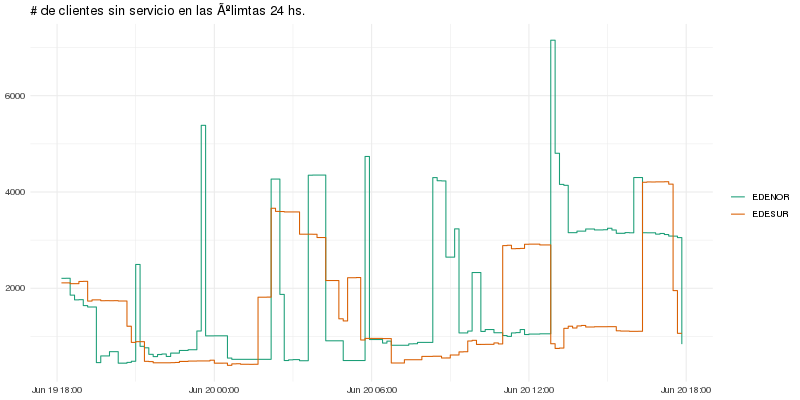 # de clientes sin servicio en las Ãºlimtas 24 hs.
6000
4000
2000
EDENOR
EDESUR
Jun 19 18:00
Jun 20 00:00
Jun 20 06:00
Jun 20 12:00
Jun 20 18:00